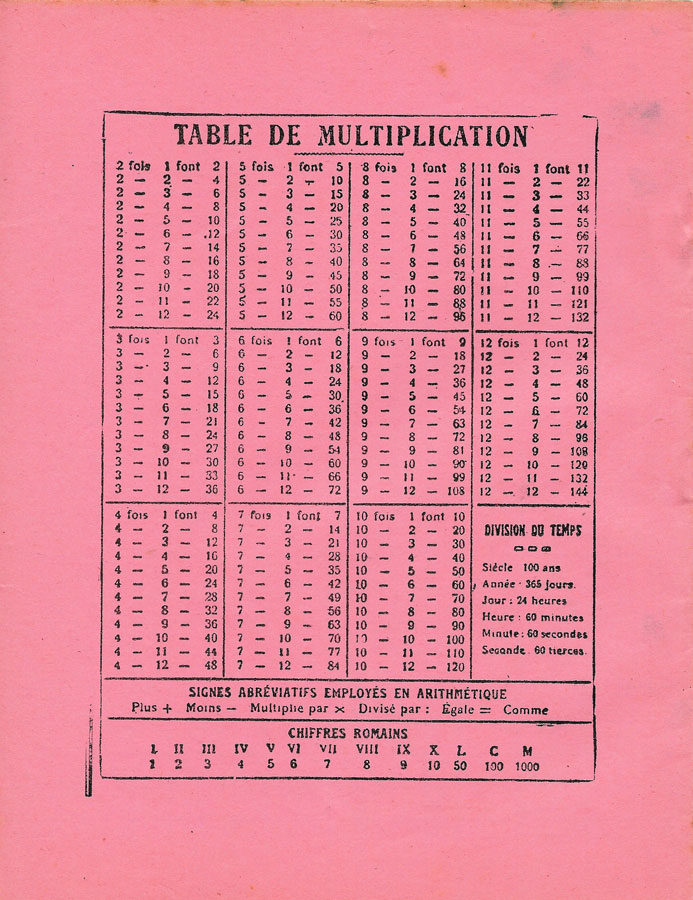 TABLE DE MULTIPLICATION
2 fois 1 font 2
2 – 2 – 4
2 – 3 – 6
2 – 4 – 8
2 – 5 – 10
2 – 6 – 12
2 – 7 – 14
2 – 8 – 16
2 – 9 – 18
2 – 10 – 20
2 – 11 – 22
2 – 12 – 24
5 fois 1 font 5
5 – 2 – 10
5 – 3 – 15
5 – 4 – 20
5 – 5 – 25
5 – 6 – 30
5 – 7 – 35
5 – 8 – 40
5 – 9 – 45
5 – 10 – 50
5 – 11 – 55
5 – 12 – 60
8 fois 1 font 8
8 – 2 – 16
8 – 3 – 24
8 – 4 – 32
8 – 5 – 40
8 – 6 – 48
8 – 7 – 56
8 – 8 – 64
8 – 9 – 72
8 – 10 – 80
8 – 11 – 88
8 – 12 – 96
11 fois 1 font 11
11 – 2 – 22
11 – 3 – 33
11 – 4 – 44
11 – 5 – 55
11 – 6 – 66
11 – 7 – 77
11 – 8 – 88
11 – 9 – 99
11 – 10 – 110
11 – 11 – 121
11 – 12 – 132
3 fois 1 font 3
3 – 2 – 6
3 – 3 – 9
3 – 4 – 12
3 – 5 – 15
3 – 6 – 18
3 – 7 – 21
3 – 8 – 24
3 – 9 – 27
3 – 10 – 30
3 – 11 – 33
3 – 12 – 36
6 fois 1 font 6
6 – 2 – 12
6 – 3 – 18
6 – 4 – 24
6 – 5 – 30
6 – 6 – 36
6 – 7 – 42
6 – 8 – 48
6 – 9 – 54
6 – 10 – 60
6 – 11 – 66
6 – 12 – 72
9 fois 1 font 9
9 – 2 – 18
9 – 3 – 27
9 – 4 – 36
9 – 5 – 45
9 – 6 – 54
9 – 7 – 63
9 – 8 – 72
9 – 9 – 81
9 – 10 – 90
9 – 11 – 99
9 – 12 – 108
12 fois 1 font 12
12 – 2 – 24
12 – 3 – 36
12 – 4 – 48
12 – 5 – 60
12 – 6 – 72
12 – 7 – 84
12 – 8 – 96
12 – 9 – 108
12 – 10 – 120
12 – 11 – 132
12 – 12 – 144
4 fois 1 font 4
4 – 2 – 8
4 – 3 – 12
4 – 4 – 16
4 – 5 – 20
4 – 6 – 24
4 – 7 – 28
4 – 8 – 32
4 – 9 – 36
4 – 10 – 40
4 – 11 – 44
4 – 12 – 48
7 fois 1 font 7
7 – 2 – 14
7 – 3 – 21
7 – 4 – 28
7 – 5 – 35
7 – 6 – 42
7 – 7 – 49
7 – 8 – 56
7 – 9 – 63
7 – 10 – 70
7 – 11 – 77
7 – 12 – 84
10 fois 1 font 10
10 – 2 – 20
10 – 3 – 30
10 – 4 – 40
10 – 5 – 50
10 – 6 – 60
10 – 7 – 70
10 – 8 – 80
10 – 9 – 90
10 – 10 – 100
10 – 11 – 110
10 – 12 – 120
DIVISION DU TEMPS
Siècle 100 ans
Année · 365 jours.
Jour : 24 heures
Heure : 60 minutes
Minute : 60 secondes
Seconde. 60 tierces.
SIGNES ABRÉVIATIFS EMPLOYÉS EN ARITHMÉTIQUE
Plus + Moins – Multiplie par × Divisé par : Égale = Comme
CHIFFRES ROMAINS
I II III IV V VI VII VIII IX X L C M
1 2 3 4 5 6 7 8 9 10 50 100 1000